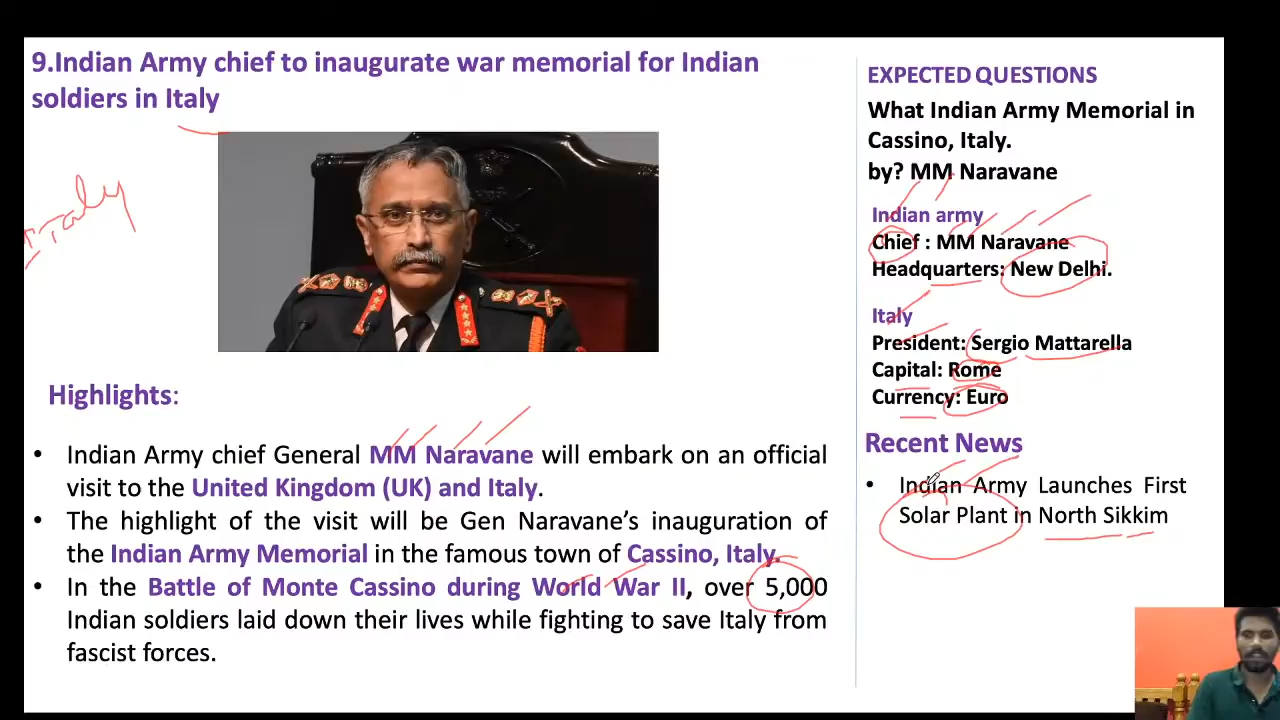 9.Indian Army chief to inaugurate war memorial for Indian
soldiers in Italy
Italy
Highlights:
• Indian Army chief General MM Naravane will embark on an official
visit to the United Kingdom (UK) and Italy.
• The highlight of the visit will be Gen Naravane's inauguration of
the Indian Army Memorial in the famous town of Cassino, Italy.
• In the Battle of Monte Cassino during World War II, over 5,000
Indian soldiers laid down their lives while fighting to save Italy from
fascist forces.
EXPECTED QUESTIONS
What Indian Army Memorial in
Cassino, Italy.
by? MM Naravane
Indian army
Chief : MM Naravane
Headquarters: New Delhi.
Italy
President: Sergio Mattarella
Capital: Rome
Currency: Euro
Recent News
• Indian Army Launches First
Solar Plant in North Sikkim